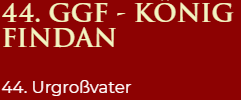 44. GGF - KÖNIG
FINDAN
44. Urgroßvater